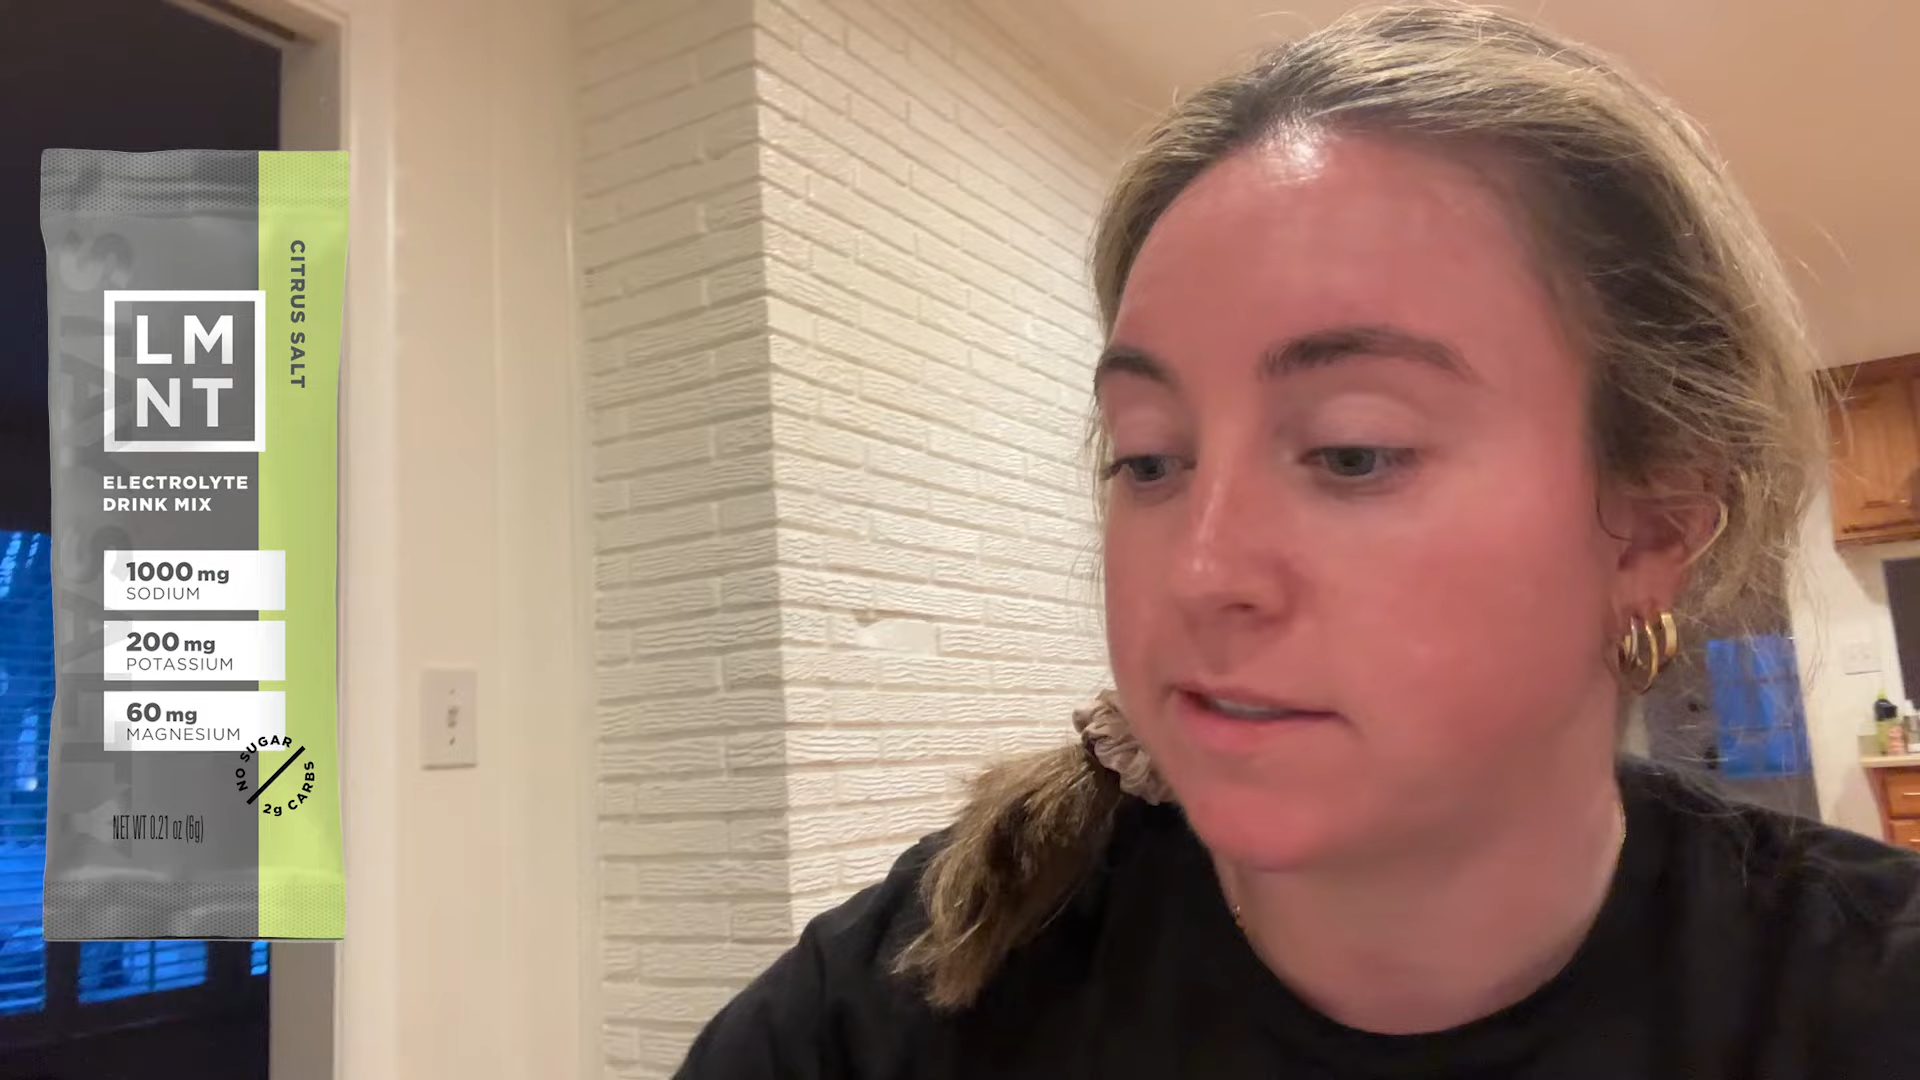 CITRUS SALT
LM
NT
ELECTROLYTE
DRINK MIX
1000 mg
SODIUM
200 mg
POTASSIUM
60 mg
MAGNESIUM
NO SUGAR
2g CARBS
NET WT 0.21 oz (6g)